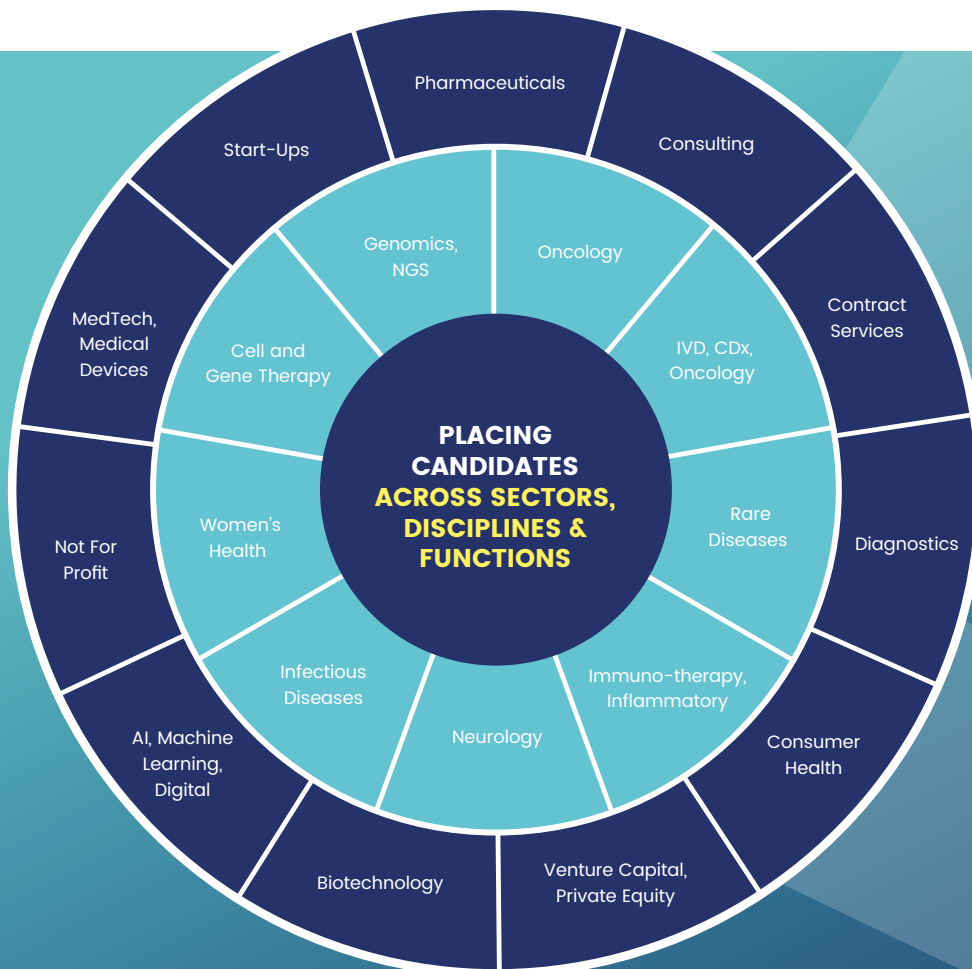 Pharmaceuticals
Consulting
Contract
Services
Diagnostics
Consumer
Health
Venture Capital,
Private Equity
Biotechnology
AI, Machine
Learning,
Digital
Not For
Profit
MedTech,
Medical
Devices
Start-Ups
Oncology
IVD, CDx,
Oncology
Rare
Diseases
Immuno-therapy,
Inflammatory
Neurology
Infectious
Diseases
Women's
Health
Cell and
Gene Therapy
Genomics,
NGS
PLACING
CANDIDATES
ACROSS SECTORS,
DISCIPLINES &
FUNCTIONS